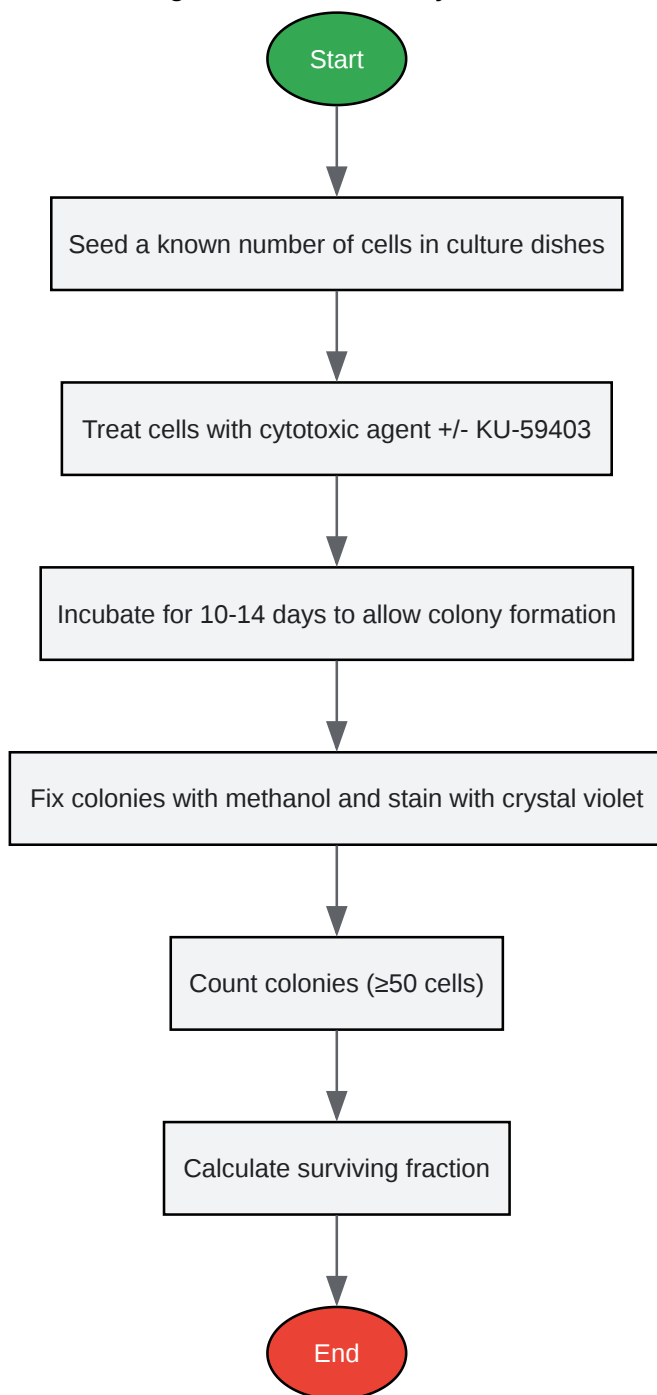 Start
Seed a known number of cells in culture dishes
Treat cells with cytotoxic agent +/- KU-59403
Incubate for 10-14 days to allow colony formation
Fix colonies with methanol and stain with crystal violet
Count colonies (≥50 cells)
Calculate surviving fraction
End